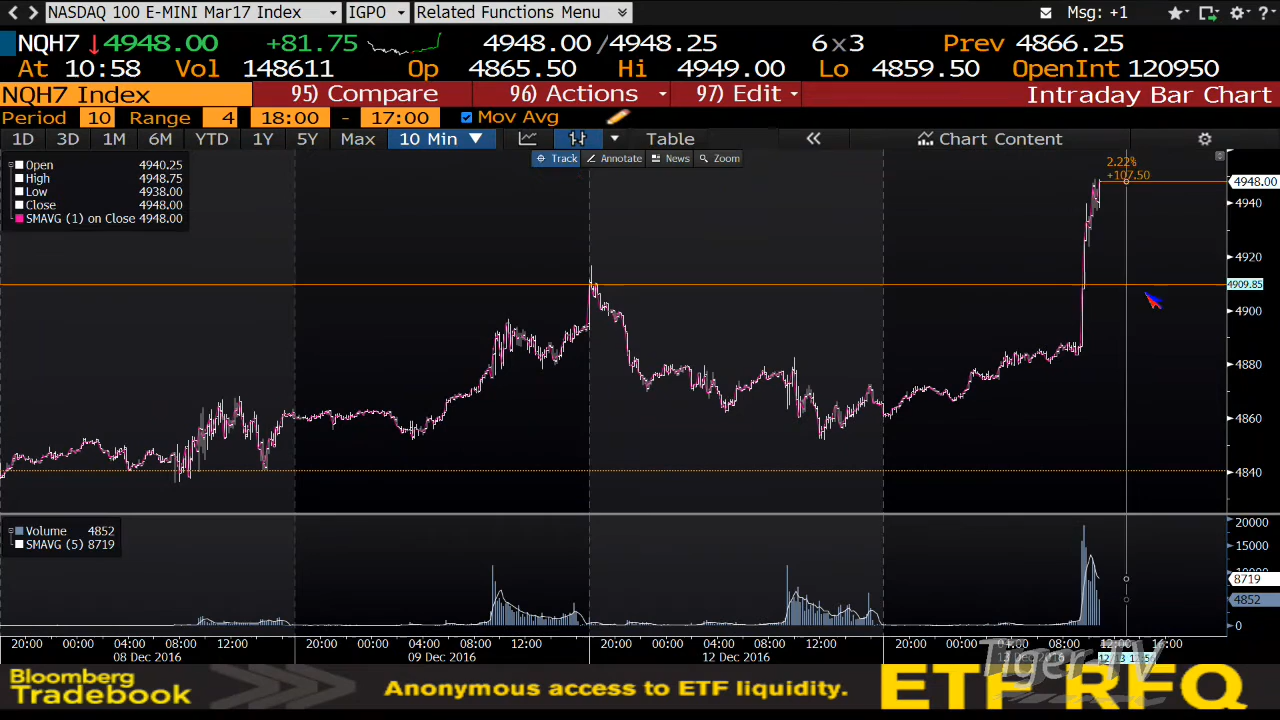 NASDAQ 100 E-MINI Mar17 Index IGPO Related Functions Menu Msg: +1
NQH7 4948.00 +81.75 4948.00 /4948.25 6x3 Prev 4866.25
At 10:58 Vol 148611 Op 4865.50 Hi 4949.00 Lo 4859.50 OpenInt 120950
NQH7 Index 95) Compare 96) Actions 97) Edit Intraday Bar Chart
Period 10 Range 4 18:00 - 17:00 Mov Avg
1D 3D 1M 6M YTD 1Y 5Y Max 10 Min Table « Chart Content
Track Annotate News Zoom
Open 4940.25
High 4948.75
Low 4938.00
Close 4948.00
SMAVG (1) on Close 4948.00
2.22%
+107.50
4948.00
4940
4920
4909.85
4900
4880
4860
4840
Volume 4852
SMAVG (5) 8719
20000
15000
8719
4852
0
20:00 00:00 04:00 08:00 12:00 20:00 00:00 04:00 08:00 12:00 20:00 00:00 04:00 08:00 12:00 20:00 00:00 04:00 08:00 12:00 16:00
08 Dec 2016 09 Dec 2016 12 Dec 2016 13 Dec 2016
Tiger TV
Bloomberg
Tradebook
Anonymous access to ETF liquidity.
ETF RFQ